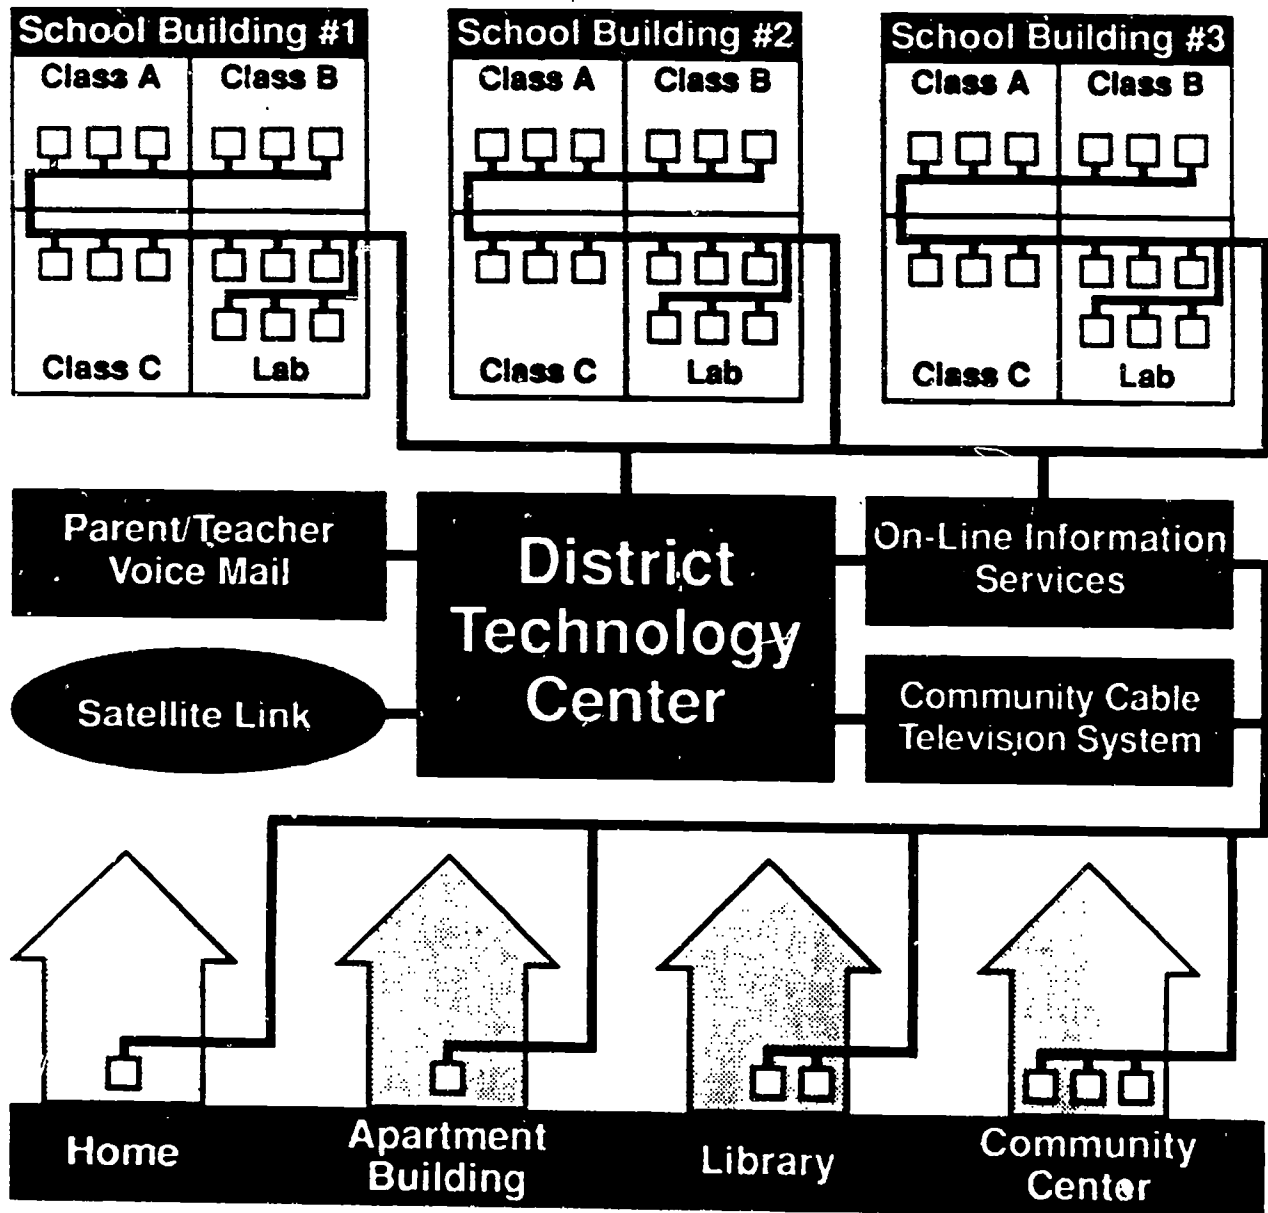 School Building #1
School Building #2
School Building #3
Class A
Class B
Class A
Class B
Class A
Class B
Class C
Lab
Class C
Lab
Class C
Lab
Parent/Teacher
Voice Mail
District
Technology
Center
On-Line Information
Services
Satellite Link
Community Cable
Television System
Home
Apartment
Building
Library
Community
Center